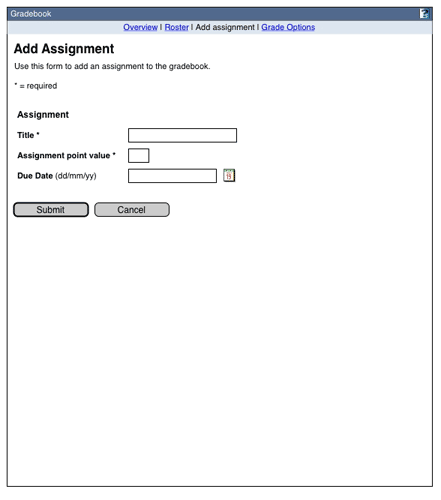 Gradebook
Overview | Roster | Add assignment | Grade Options
Add Assignment
Use this form to add an assignment to the gradebook.
* = required
Assignment
Title *
Assignment point value *
Due Date (dd/mm/yy)
Submit Cancel